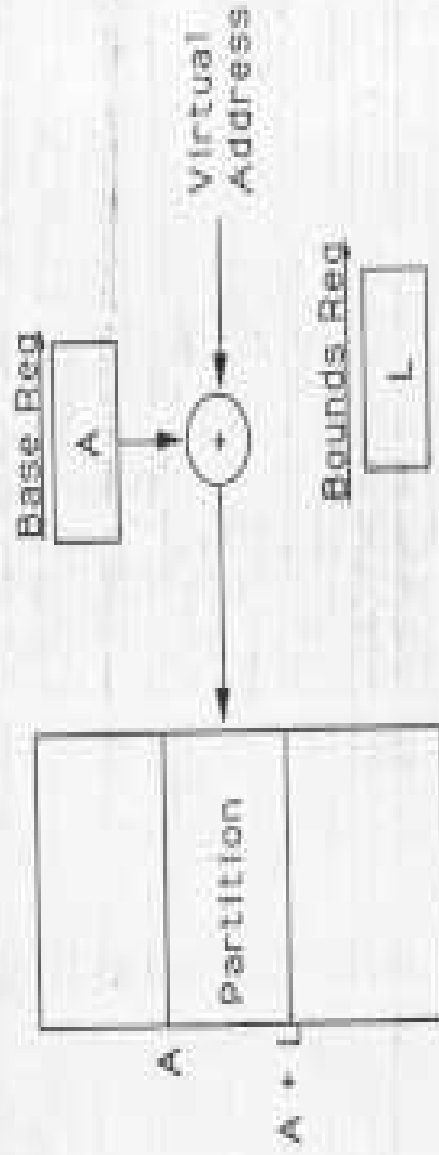 Base Reg
A
+
Virtual
Address
A
Partition
A + L
Bounds Reg
L